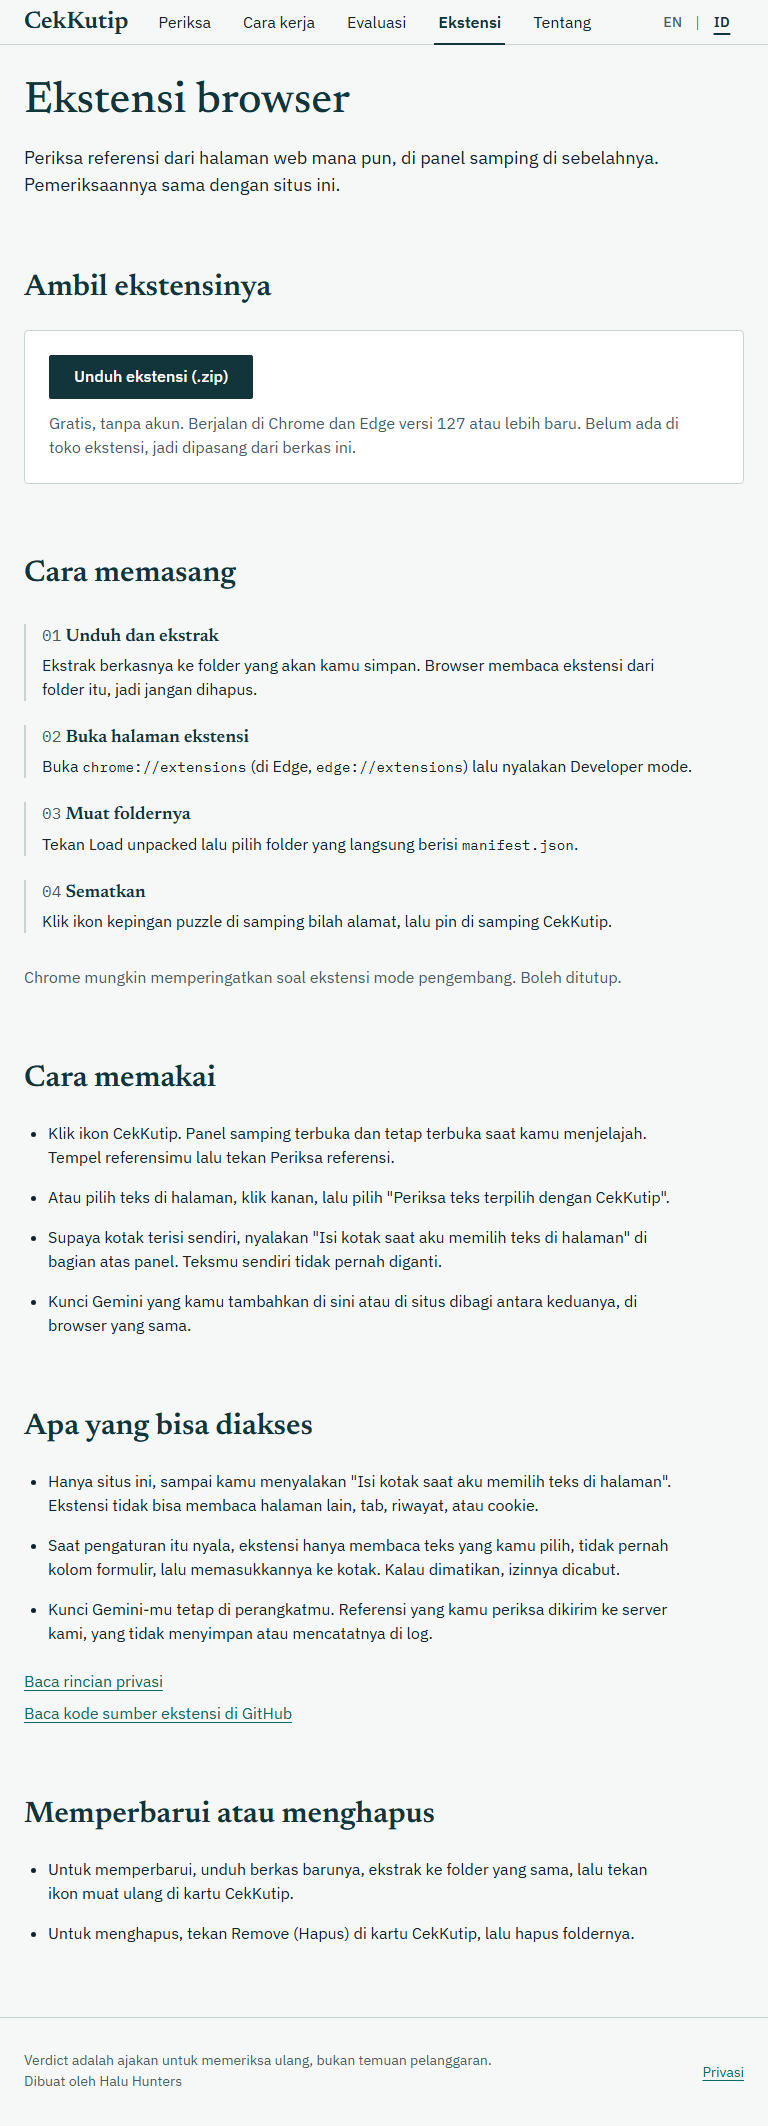 CekKutip Periksa Cara kerja Evaluasi Ekstensi Tentang EN | ID
Ekstensi browser
Periksa referensi dari halaman web mana pun, di panel samping di sebelahnya.
Pemeriksaannya sama dengan situs ini.
Ambil ekstensinya
Unduh ekstensi (.zip)
Gratis, tanpa akun. Berjalan di Chrome dan Edge versi 127 atau lebih baru. Belum ada di
toko ekstensi, jadi dipasang dari berkas ini.
Cara memasang
01 Unduh dan ekstrak
Ekstrak berkasnya ke folder yang akan kamu simpan. Browser membaca ekstensi dari
folder itu, jadi jangan dihapus.
02 Buka halaman ekstensi
Buka chrome://extensions (di Edge, edge://extensions) lalu nyalakan Developer mode.
03 Muat foldernya
Tekan Load unpacked lalu pilih folder yang langsung berisi manifest.json.
04 Sematkan
Klik ikon kepingan puzzle di samping bilah alamat, lalu pin di samping CekKutip.
Chrome mungkin memperingatkan soal ekstensi mode pengembang. Boleh ditutup.
Cara memakai
• Klik ikon CekKutip. Panel samping terbuka dan tetap terbuka saat kamu menjelajah.
Tempel referensimu lalu tekan Periksa referensi.
• Atau pilih teks di halaman, klik kanan, lalu pilih "Periksa teks terpilih dengan CekKutip".
• Supaya kotak terisi sendiri, nyalakan "Isi kotak saat aku memilih teks di halaman" di
bagian atas panel. Teksmu sendiri tidak pernah diganti.
• Kunci Gemini yang kamu tambahkan di sini atau di situs dibagi antara keduanya, di
browser yang sama.
Apa yang bisa diakses
• Hanya situs ini, sampai kamu menyalakan "Isi kotak saat aku memilih teks di halaman".
Ekstensi tidak bisa membaca halaman lain, tab, riwayat, atau cookie.
• Saat pengaturan itu nyala, ekstensi hanya membaca teks yang kamu pilih, tidak pernah
kolom formulir, lalu memasukkannya ke kotak. Kalau dimatikan, izinnya dicabut.
• Kunci Gemini-mu tetap di perangkatmu. Referensi yang kamu periksa dikirim ke server
kami, yang tidak menyimpan atau mencatatnya di log.
Baca rincian privasi
Baca kode sumber ekstensi di GitHub
Memperbarui atau menghapus
• Untuk memperbarui, unduh berkas barunya, ekstrak ke folder yang sama, lalu tekan
ikon muat ulang di kartu CekKutip.
• Untuk menghapus, tekan Remove (Hapus) di kartu CekKutip, lalu hapus foldernya.
Verdict adalah ajakan untuk memeriksa ulang, bukan temuan pelanggaran.
Dibuat oleh Halu Hunters
Privasi